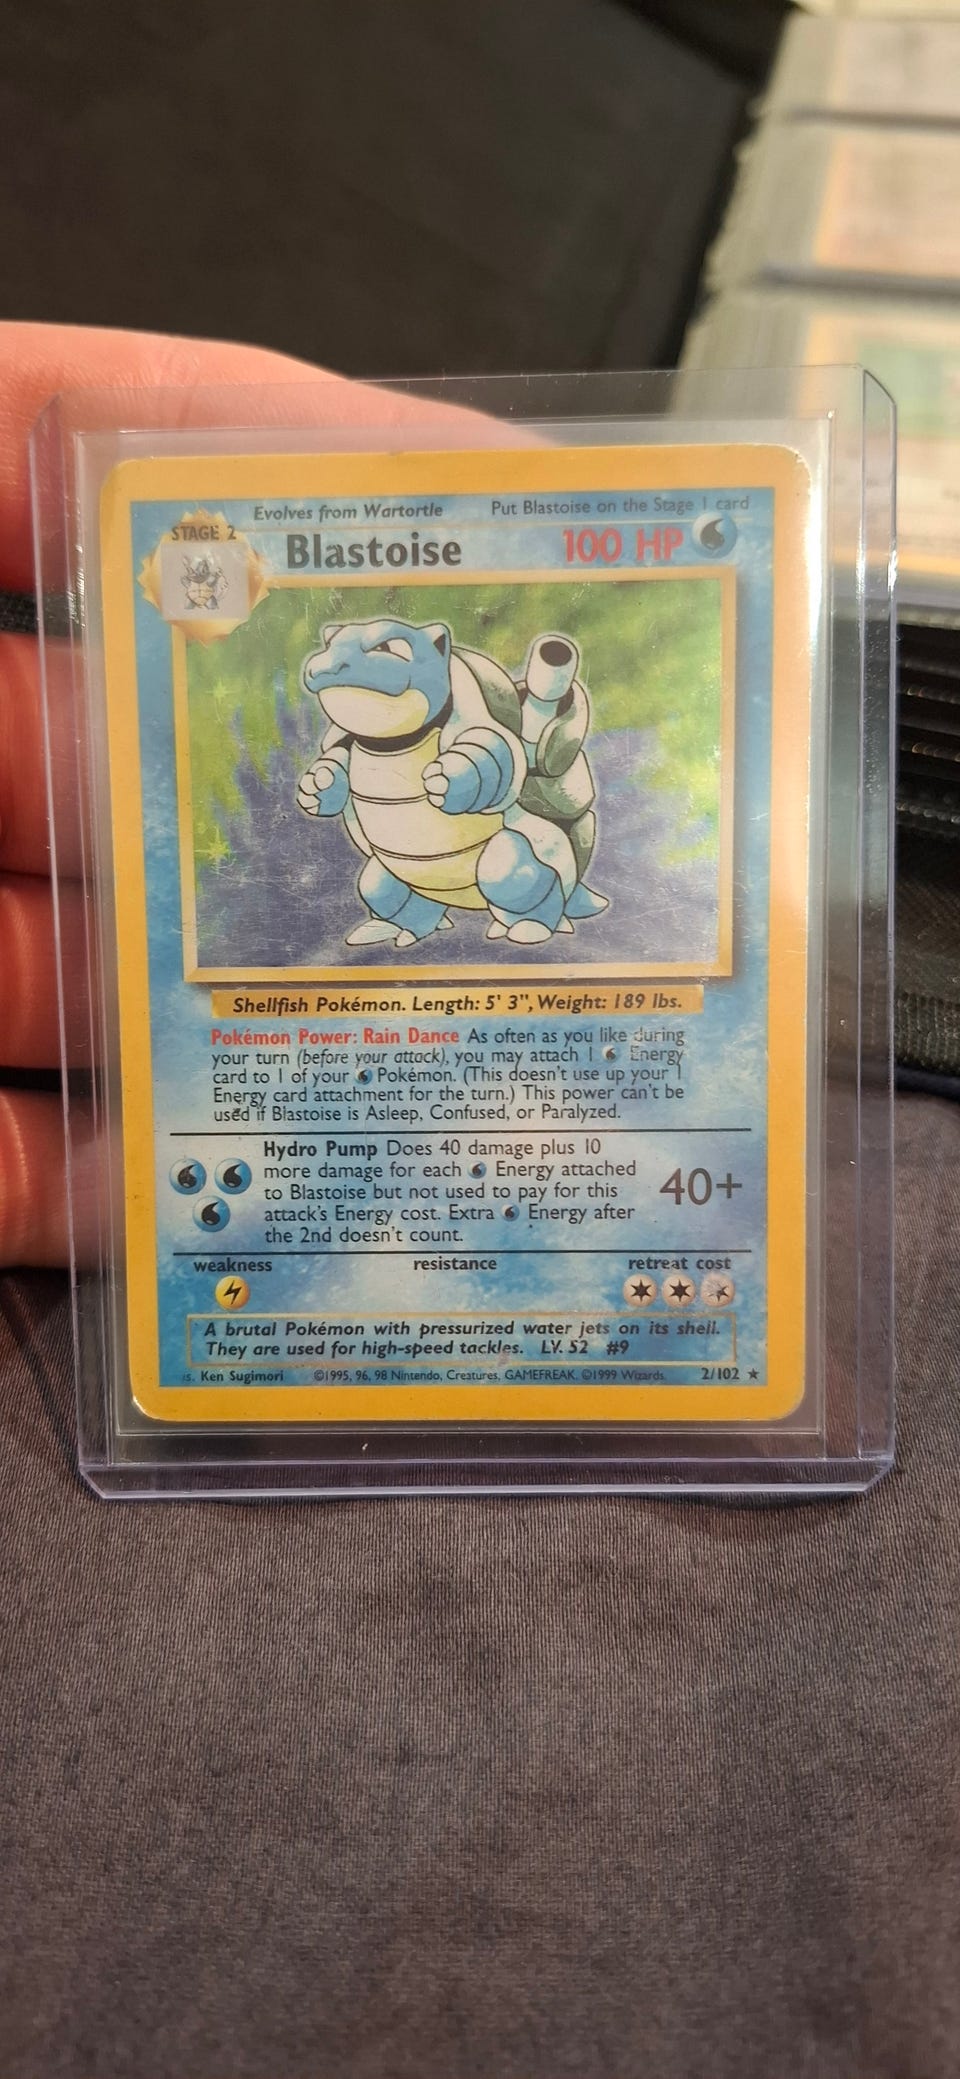 Evolves from Wartortle Put Blastoise on the Stage 1 card
STAGE 2
Blastoise 100 HP
Shellfish Pokémon. Length: 5' 3", Weight: 189 lbs.
Pokémon Power: Rain Dance As often as you like during
your turn (before your attack), you may attach 1 Energy
card to 1 of your Pokémon. (This doesn't use up your 1
Energy card attachment for the turn.) This power can't be
used if Blastoise is Asleep, Confused, or Paralyzed.
Hydro Pump Does 40 damage plus 10
more damage for each Energy attached
to Blastoise but not used to pay for this
attack's Energy cost. Extra Energy after
the 2nd doesn't count.
40+
weakness resistance retreat cost
A brutal Pokémon with pressurized water jets on its shell.
They are used for high-speed tackles. LV. 52 #9
Ken Sugimori ©1995, 96, 98 Nintendo, Creatures, GAMEFREAK. ©1999 Wizards. 2/102 ★